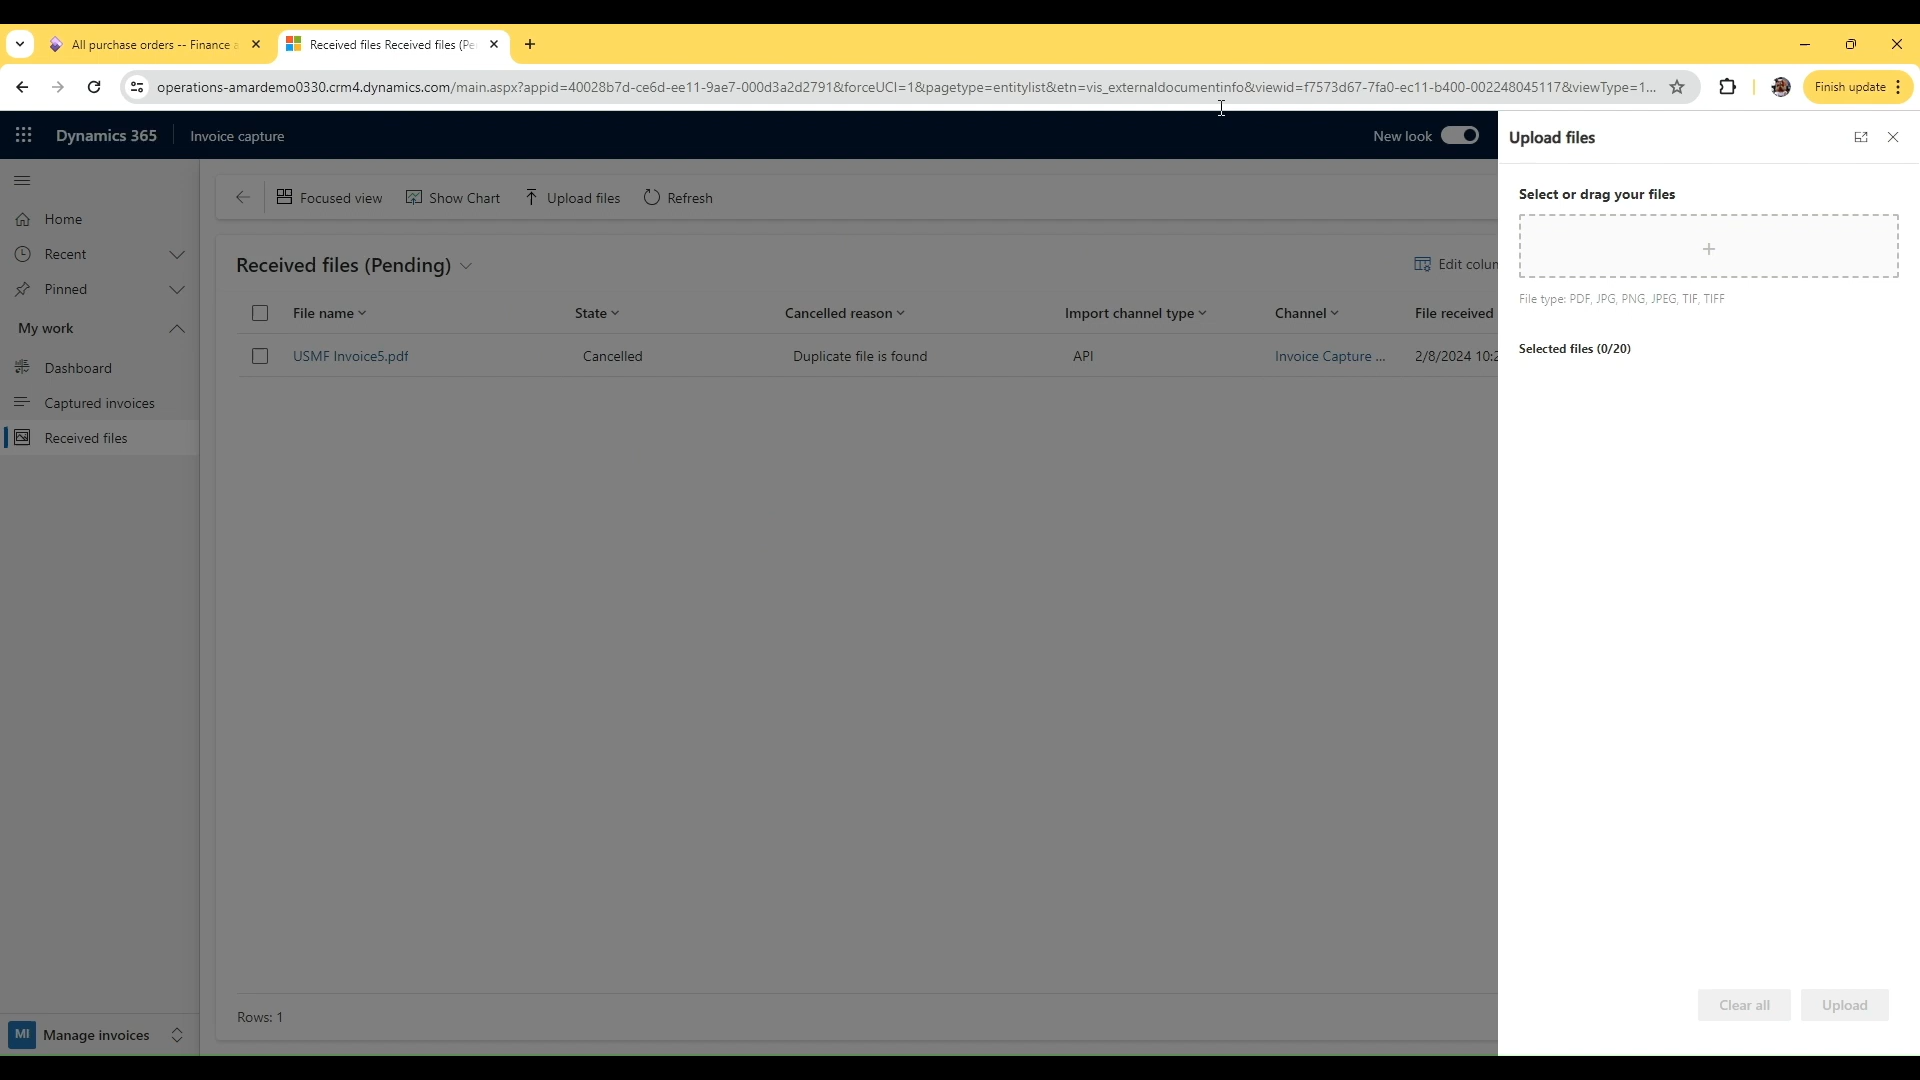 All purchase orders -- Finance a
Received files Received files (Pe
operations-amardemo0330.crm4.dynamics.com/main.aspx?appid=40028b7d-ce6d-ee11-9ae7-000d3a2d2791&forceUCI=1&pagetype=entitylist&etn=vis_externaldocumentinfo&viewid=f7573d67-7fa0-ec11-b400-002248045117&viewType=1...
Finish update
Dynamics 365
Invoice capture
New look
Upload files
Focused view
Show Chart
Upload files
Refresh
Select or drag your files
File type: PDF, JPG, PNG, JPEG, TIF, TIFF
Selected files (0/20)
Home
Recent
Pinned
My work
Dashboard
Captured invoices
Received files
Received files (Pending)
Edit colum
File name State Cancelled reason Import channel type Channel File received
USMF Invoice5.pdf Cancelled Duplicate file is found API Invoice Capture ... 2/8/2024 10:2
Rows: 1
Clear all
Upload
MI Manage invoices